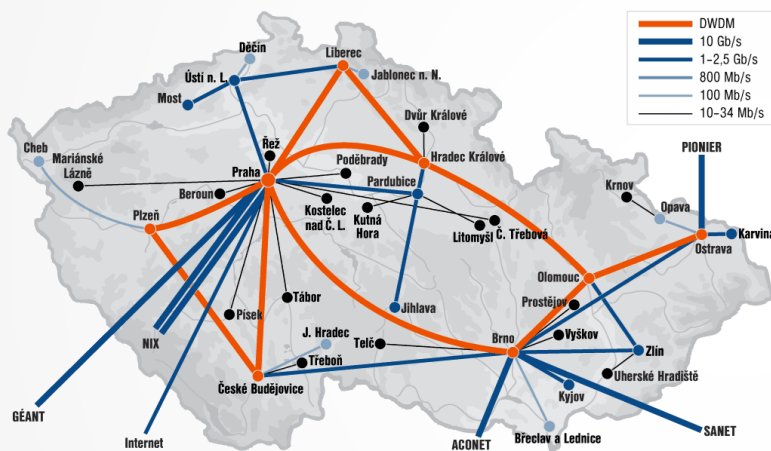 DWDM
10 Gb/s
1–2,5 Gb/s
800 Mb/s
100 Mb/s
10–34 Mb/s
Děčín
Liberec
Ústí n. L.
Jablonec n. N.
Most
Dvůr Králové
Cheb
Řež
Mariánské
Lázně
Praha
Poděbrady
Hradec Králové
PIONIER
Beroun
Pardubice
Krnov
Opava
Plzeň
Kostelec
nad Č. L.
Kutná
Hora
Litomyšl
Č. Třebová
Karvina
Ostrava
Olomouc
Tábor
Písek
Jihlava
Prostějov
NIX
J. Hradec
Telč
Brno
Vyškov
Zlín
Třeboň
České Budějovice
Uherské Hradiště
Kyjov
GÉANT
Internet
ACONET
Břeclav a Lednice
SANET